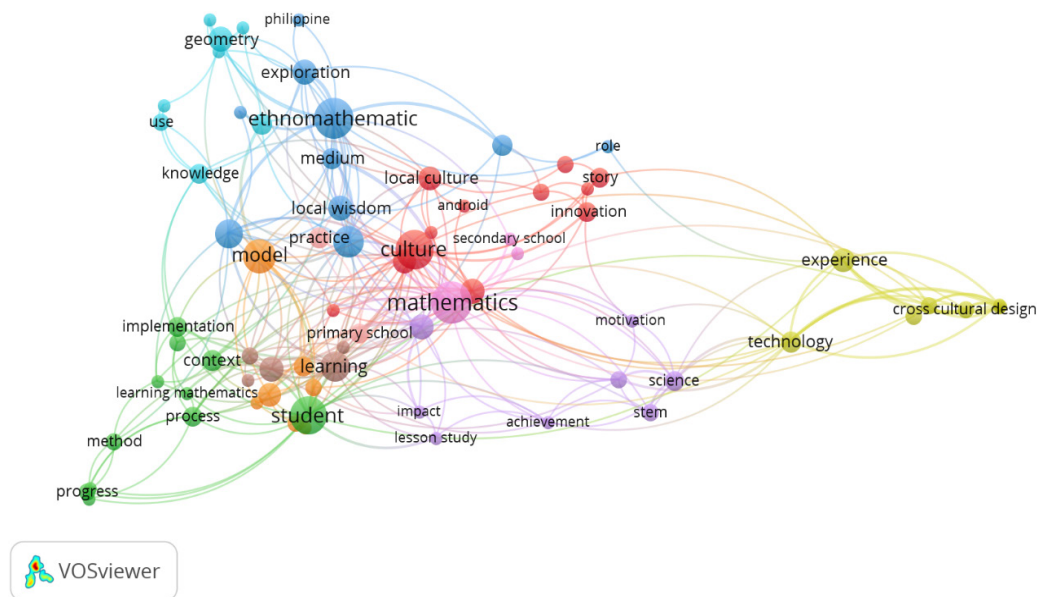 philippine
geometry
exploration
ethnomathematic
use
medium
role
knowledge
local culture
story
android
local wisdom
innovation
practice
secondary school
culture
model
experience
mathematics
cross cultural design
implementation
motivation
primary school
technology
context
learning
science
learning mathematics
impact
stem
process
student
achievement
method
lesson study
progress
VOSviewer